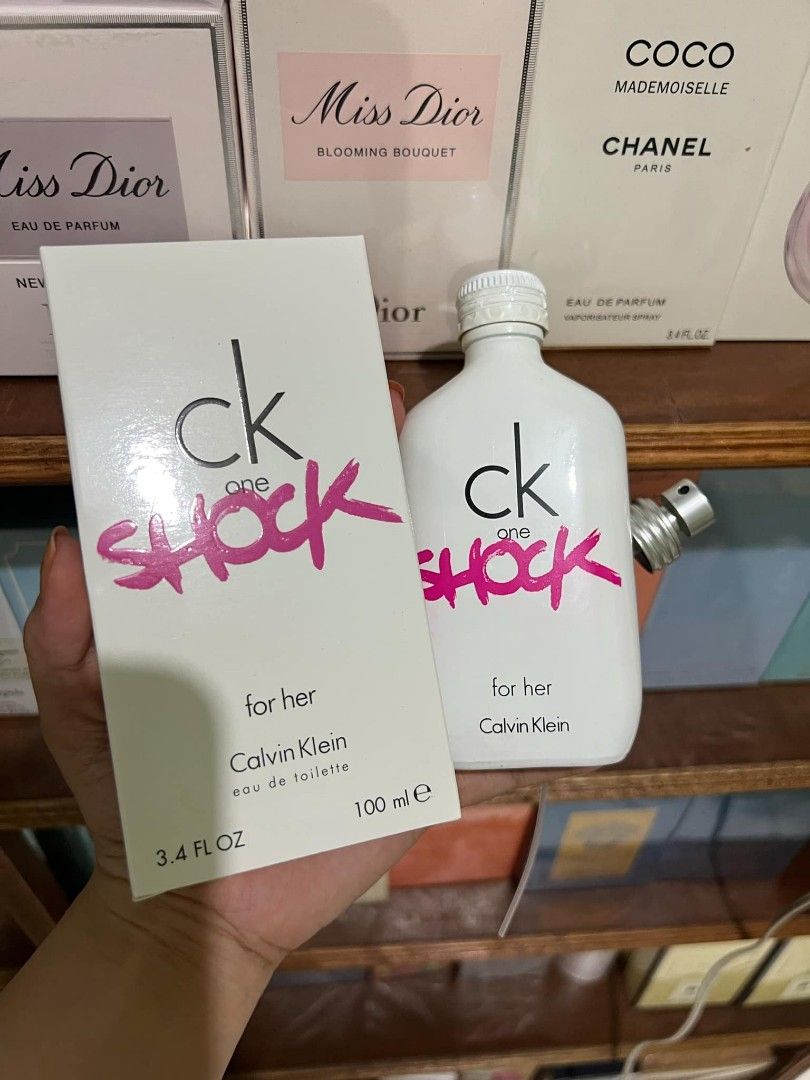 Miss Dior
EAU DE PARFUM
NEW
Miss Dior
BLOOMING BOUQUET
Dior
COCO
MADEMOISELLE
CHANEL
PARIS
EAU DE PARFUM
VAPORISATEUR SPRAY
3.4 FL. OZ.
ck
one
SHOCK
for her
Calvin Klein
eau de toilette
100 ml e
3.4 FL OZ
ck
one
SHOCK
for her
Calvin Klein